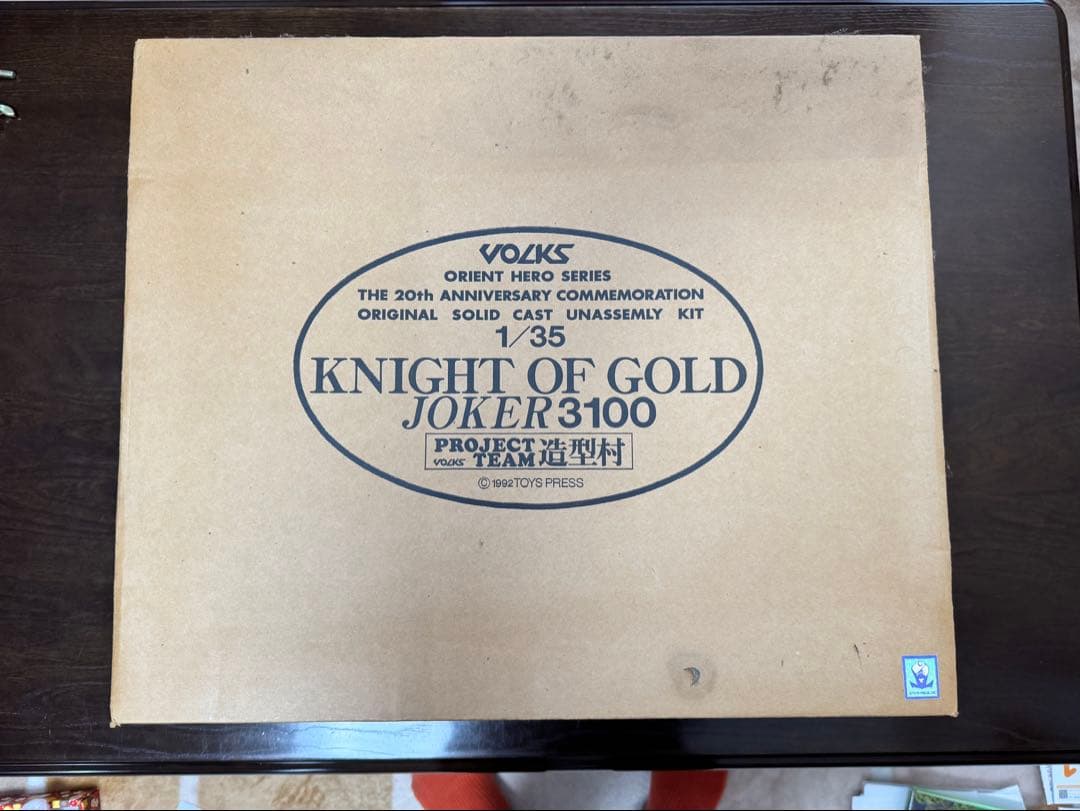 VOLKS
ORIENT HERO SERIES
THE 20th ANNIVERSARY COMMEMORATION
ORIGINAL SOLID CAST UNASSEMLY KIT
1/35
KNIGHT OF GOLD
JOKER 3100
PROJECT TEAM VOLKS 造型村
© 1992 TOYS PRESS